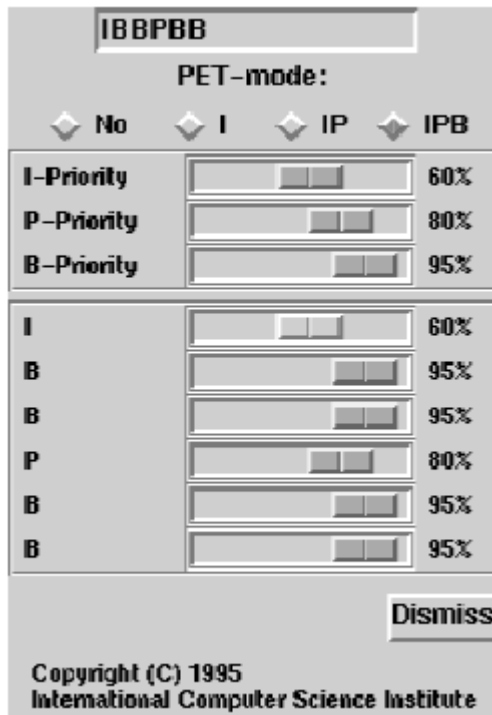 IBBPBB
PET-mode:
No I IP IPB
I-Priority 60%
P-Priority 80%
B-Priority 95%
I 60%
B 95%
B 95%
P 80%
B 95%
B 95%
Dismiss
Copyright (C) 1995
International Computer Science Institute